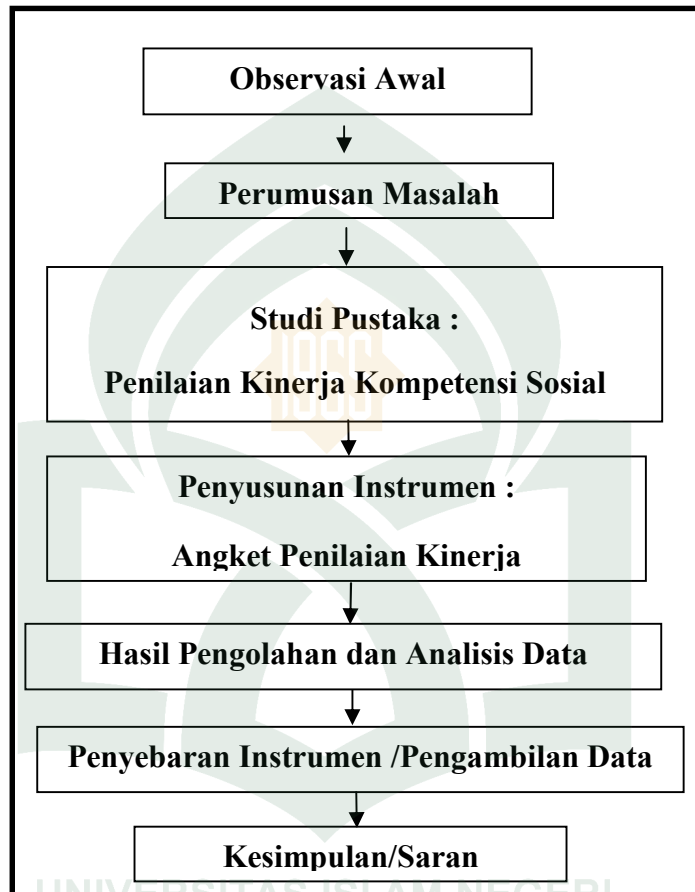 Observasi Awal
Perumusan Masalah
Studi Pustaka :
Penilaian Kinerja Kompetensi Sosial
Penyusunan Instrumen :
Angket Penilaian Kinerja
Hasil Pengolahan dan Analisis Data
Penyebaran Instrumen /Pengambilan Data
Kesimpulan/Saran
UNIVERSITAS ISLAM NEGERI